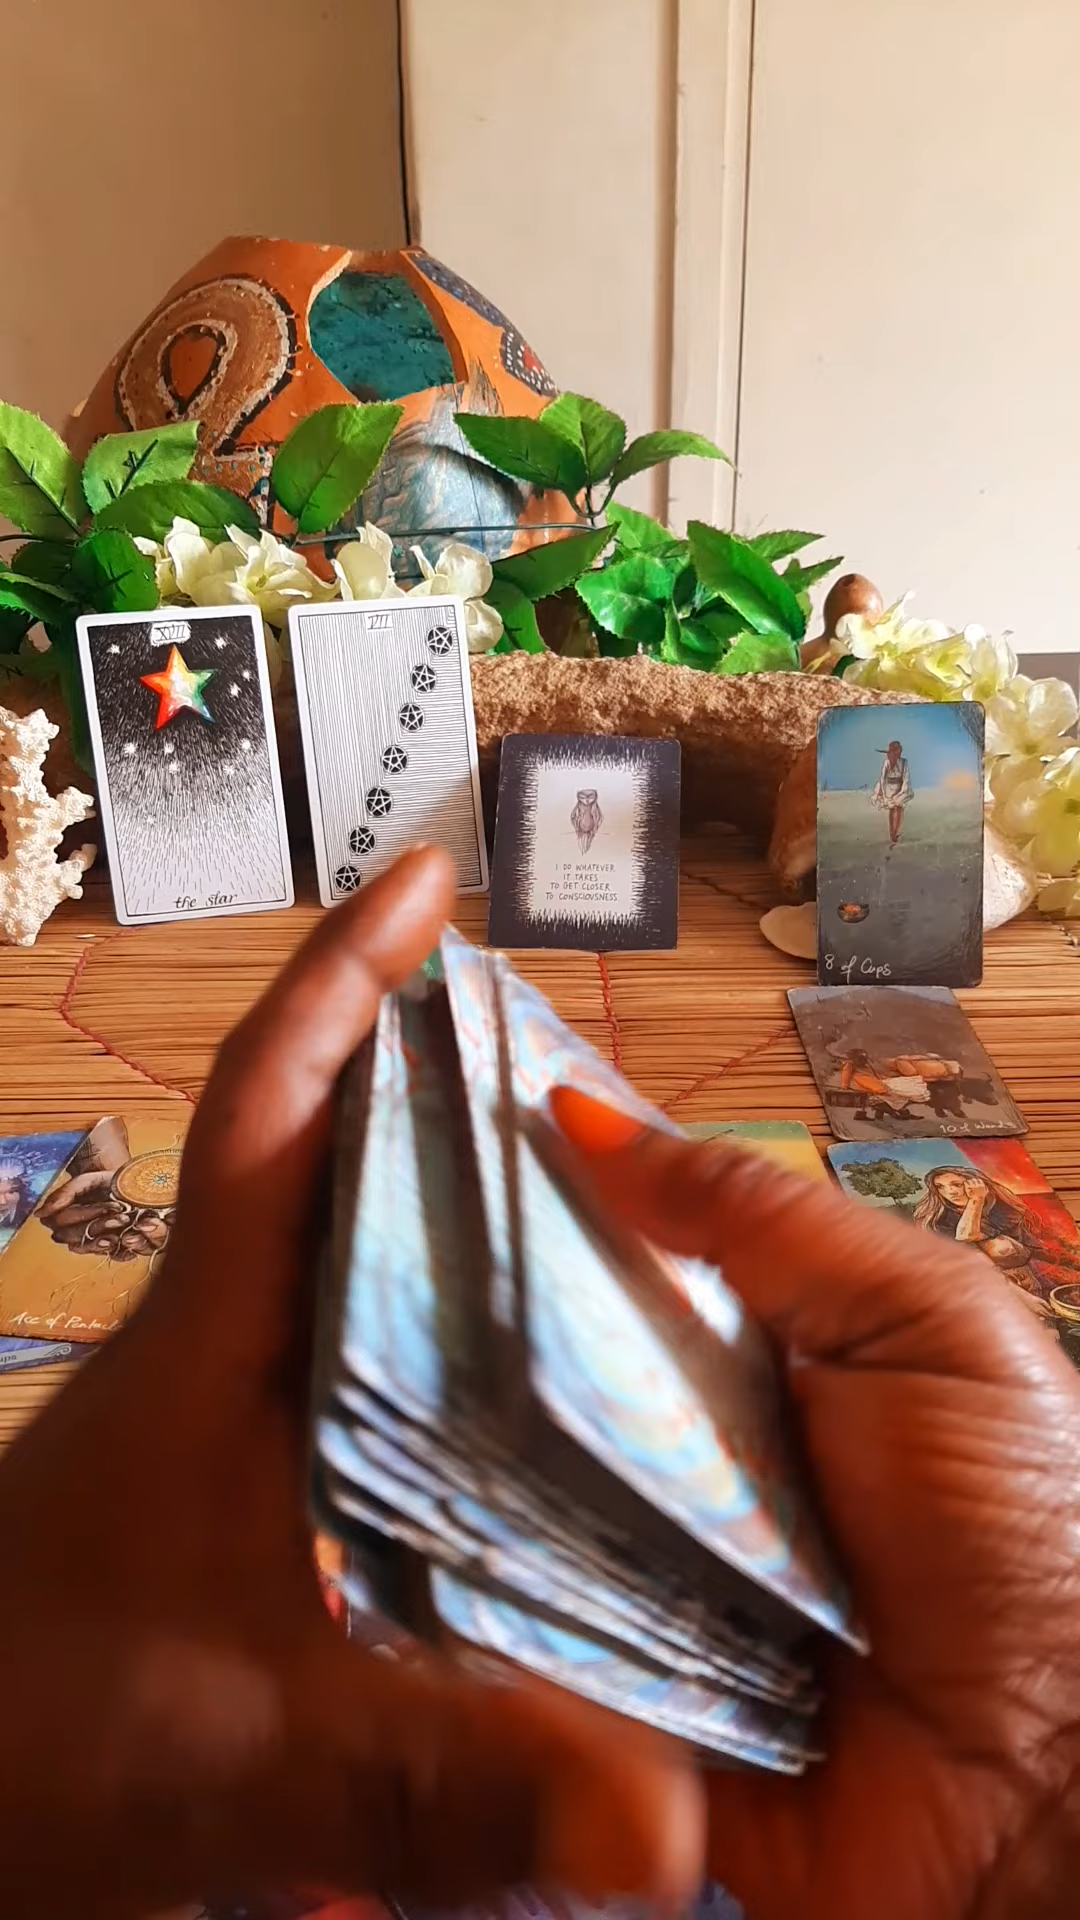 XVII
the star
VII
I DO WHATEVER
IT TAKES
TO GET CLOSER
TO CONSCIOUSNESS.
8 of Cups
10 of Wands
Ace of Pentacl